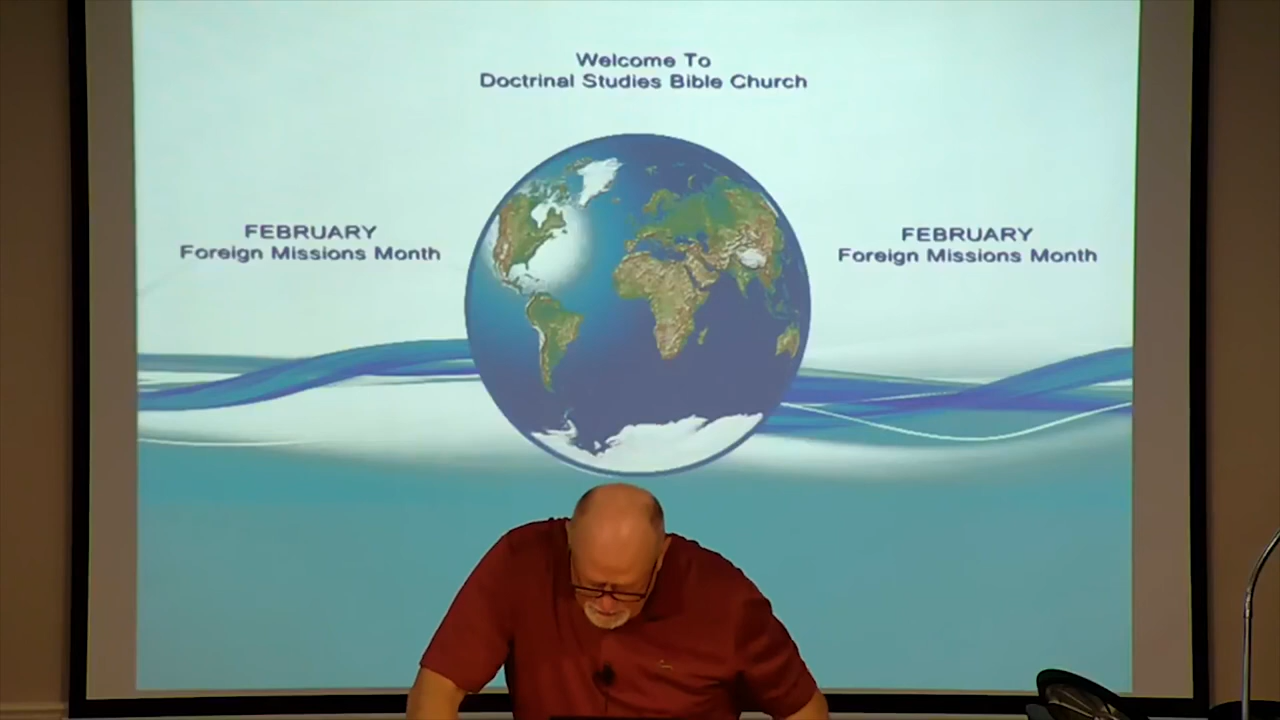 Welcome To
Doctrinal Studies Bible Church
FEBRUARY
Foreign Missions Month
FEBRUARY
Foreign Missions Month